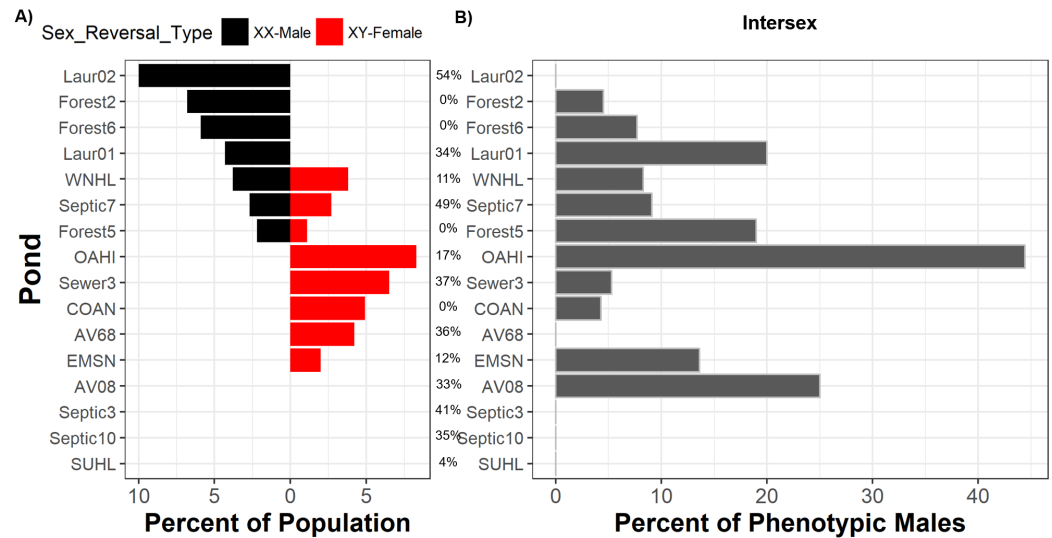 A)
Sex_Reversal_Type XX-Male XY-Female
B)
Intersex
Pond
Laur02
Forest2
Forest6
Laur01
WNHL
Septic7
Forest5
OAHI
Sewer3
COAN
AV68
EMSN
AV08
Septic3
Septic10
SUHL
54%
0%
0%
34%
11%
49%
0%
17%
37%
0%
36%
12%
33%
41%
35%
4%
10 5 0 5
Percent of Population
Laur02
Forest2
Forest6
Laur01
WNHL
Septic7
Forest5
OAHI
Sewer3
COAN
AV68
EMSN
AV08
Septic3
Septic10
SUHL
0 10 20 30 40
Percent of Phenotypic Males